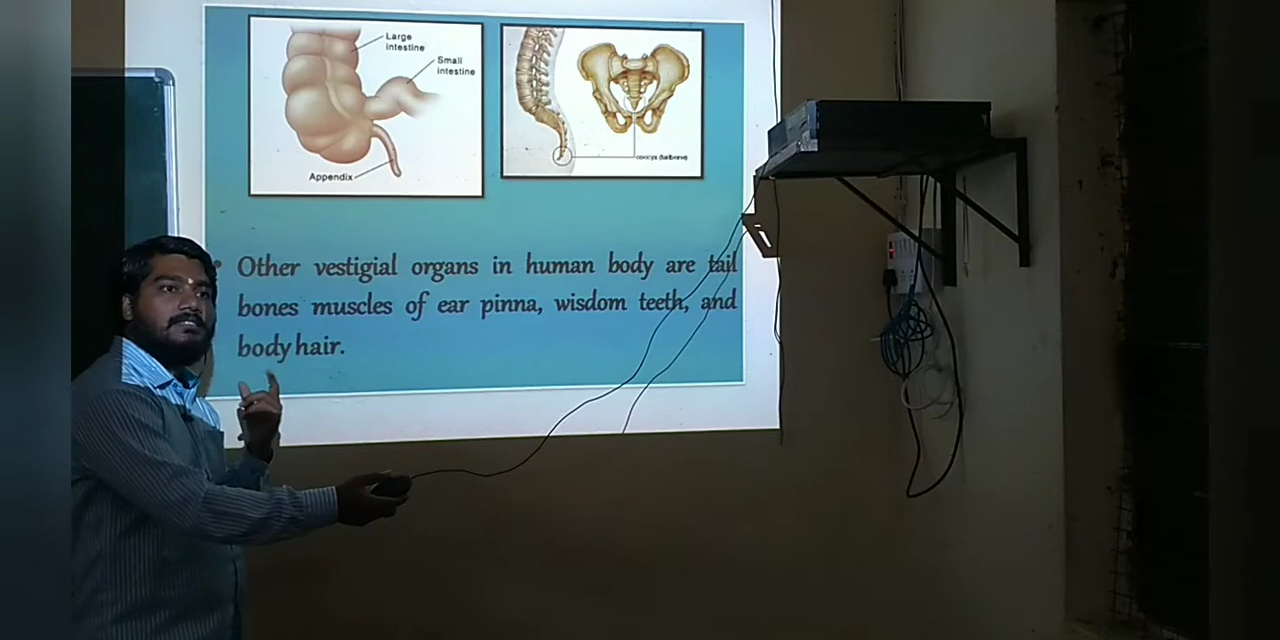 Large
intestine
Small
intestine
Appendix
coccyx (tailbone)
• Other vestigial organs in human body are tail
bones muscles of ear pinna, wisdom teeth, and
body hair.